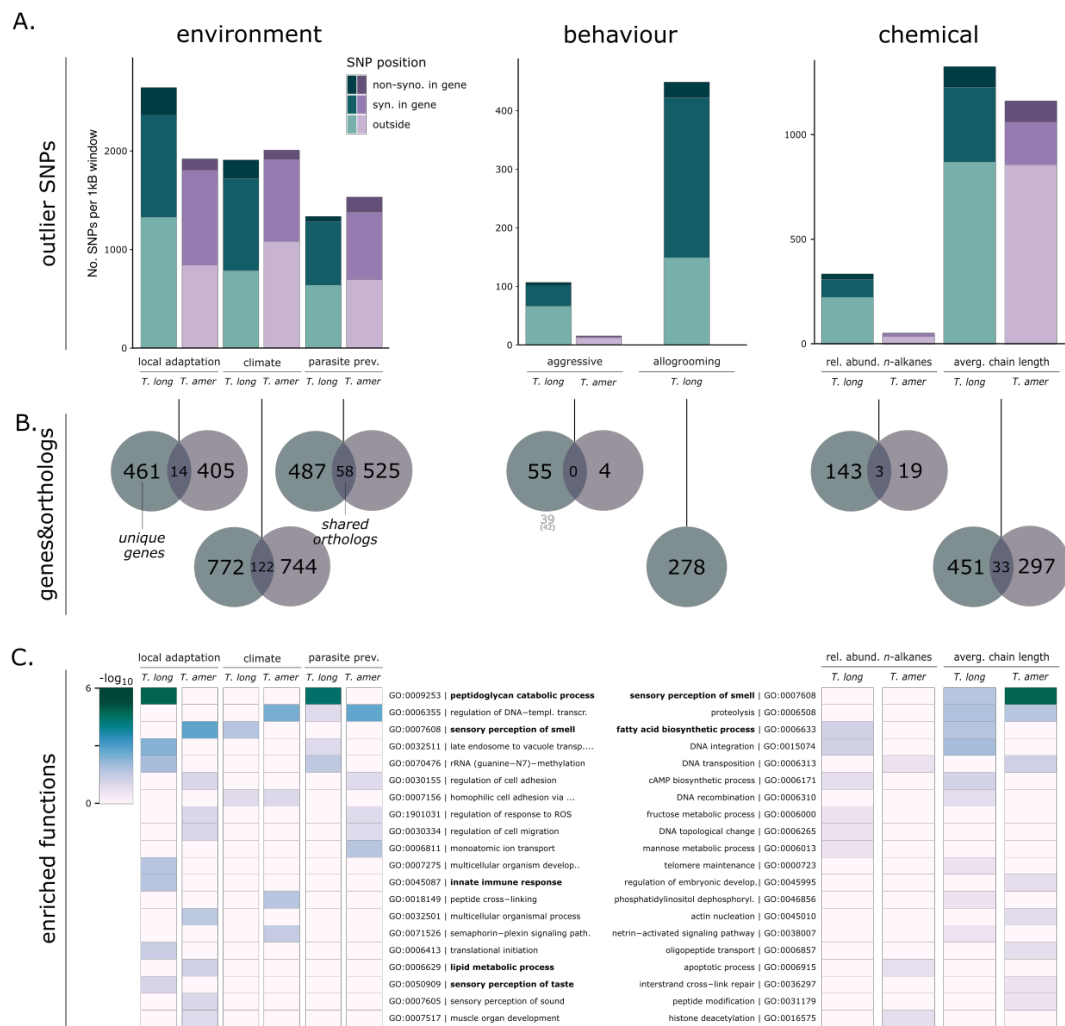 A.
environment
behaviour
chemical
SNP position
non-syno. in gene
syn. in gene
outside
outlier SNPs
No. SNPs per 1kB window
2000
1000
0
400
300
200
100
0
1000
500
0
local adaptation climate parasite prev.
T. long T. amer T. long T. amer T. long T. amer
aggressive allogrooming
T. long T. amer T. long
rel. abund. n-alkanes averg. chain length
T. long T. amer T. long T. amer
B.
genes&orthologs
461 14 405
487 58 525
unique
genes
shared
orthologs
772 122 744
55 0 4
39
(42)
278
143 3 19
451 33 297
C.
enriched functions
-log10
6
0
local adaptation climate parasite prev.
T. long T. amer T. long T. amer T. long T. amer
rel. abund. n-alkanes averg. chain length
T. long T. amer T. long T. amer
GO:0009253 | peptidoglycan catabolic process
GO:0006355 | regulation of DNA−templ. transcr.
GO:0007608 | sensory perception of smell
GO:0032511 | late endosome to vacuole transp....
GO:0070476 | rRNA (guanine−N7)−methylation
GO:0030155 | regulation of cell adhesion
GO:0007156 | homophilic cell adhesion via ...
GO:1901031 | regulation of response to ROS
GO:0030334 | regulation of cell migration
GO:0006811 | monoatomic ion transport
GO:0007275 | multicellular organism develop..
GO:0045087 | innate immune response
GO:0018149 | peptide cross−linking
GO:0032501 | multicellular organismal process
GO:0071526 | semaphorin−plexin signaling path.
GO:0006413 | translational initiation
GO:0006629 | lipid metabolic process
GO:0050909 | sensory perception of taste
GO:0007605 | sensory perception of sound
GO:0007517 | muscle organ development
sensory perception of smell | GO:0007608
proteolysis | GO:0006508
fatty acid biosynthetic process | GO:0006633
DNA integration | GO:0015074
DNA transposition | GO:0006313
cAMP biosynthetic process | GO:0006171
DNA recombination | GO:0006310
fructose metabolic process | GO:0006000
DNA topological change | GO:0006265
mannose metabolic process | GO:0006013
telomere maintenance | GO:0000723
regulation of embryonic develop.| GO:0045995
phosphatidylinositol dephosphoryl. | GO:0046856
actin nucleation | GO:0045010
netrin−activated signaling pathway | GO:0038007
oligopeptide transport | GO:0006857
apoptotic process | GO:0006915
interstrand cross−link repair | GO:0036297
peptide modification | GO:0031179
histone deacetylation | GO:0016575